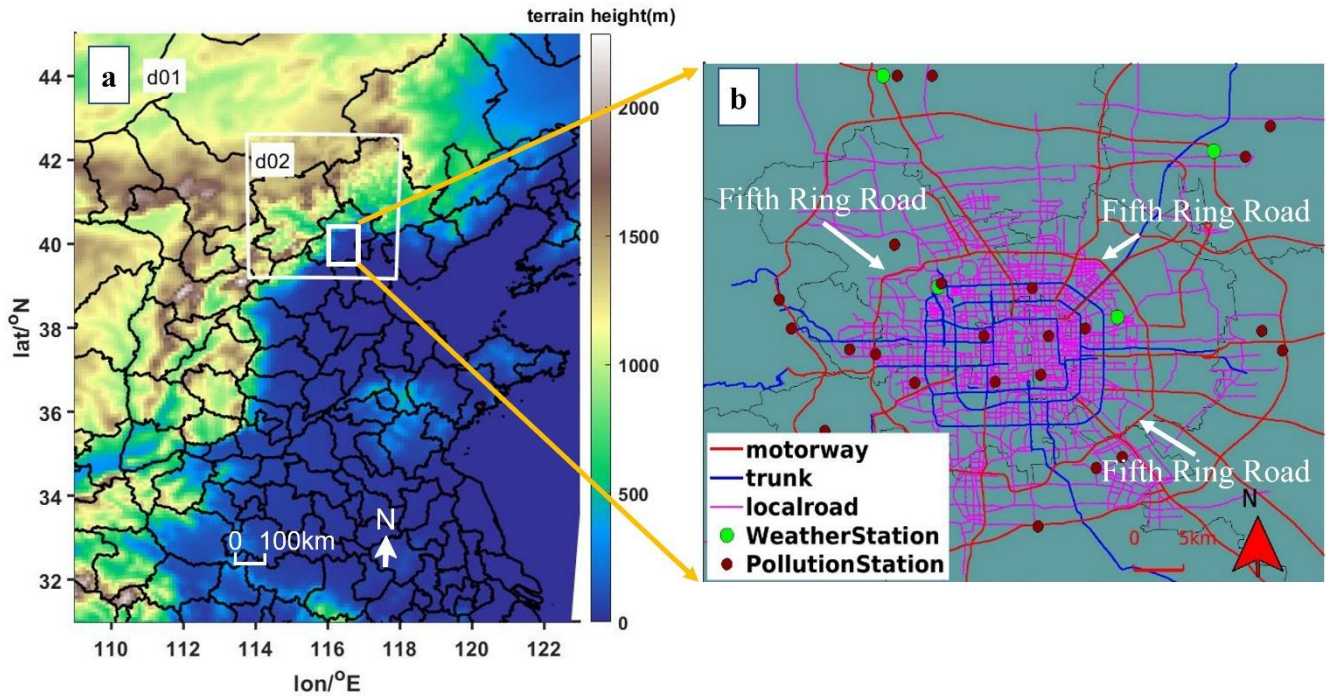 terrain height(m)
a
d01
d02
44
42
40
38
36
34
32
lat/°N
110
112
114
116
118
120
122
lon/°E
2000
1500
1000
500
0
N
0 100km
b
Fifth Ring Road
Fifth Ring Road
Fifth Ring Road
motorway
trunk
localroad
WeatherStation
PollutionStation
N
0 5km